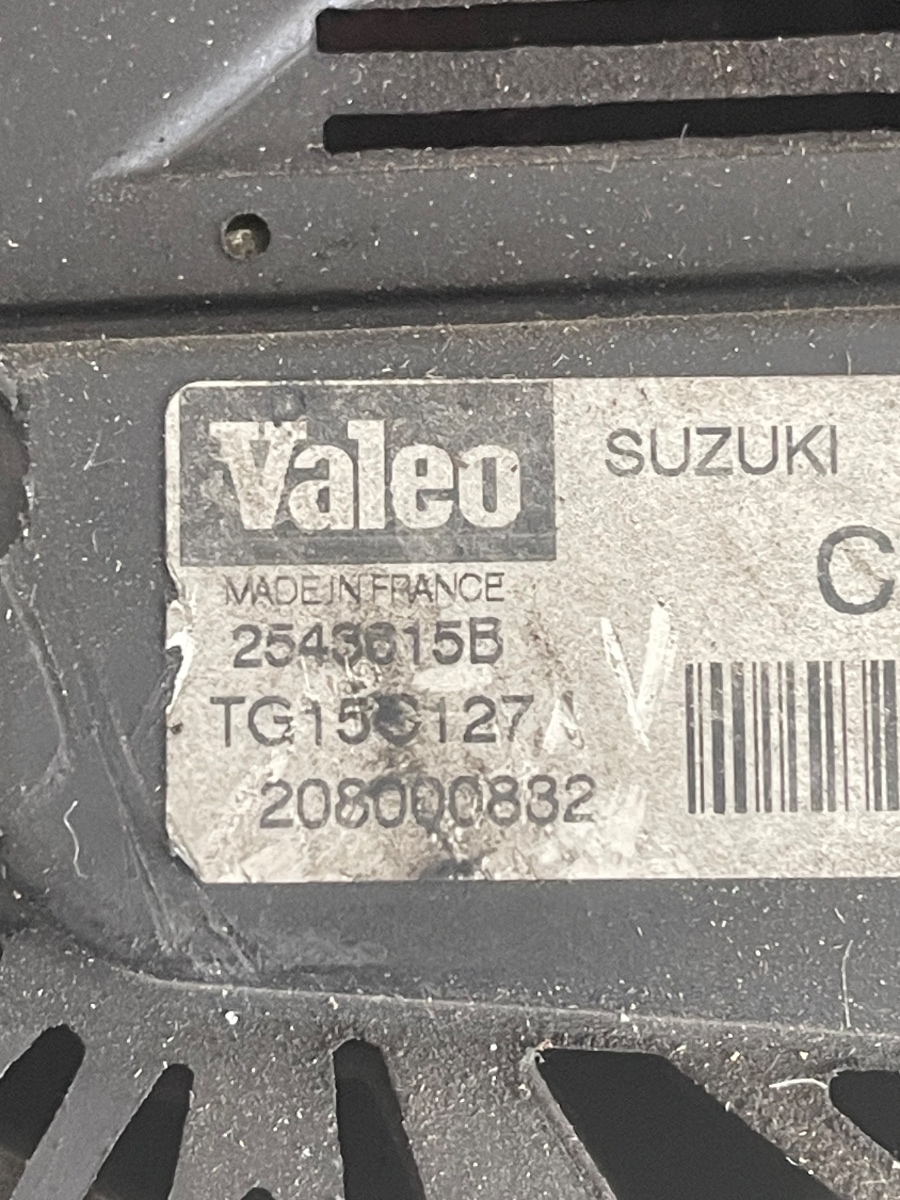 Valeo
SUZUKI
C
MADE IN FRANCE
2543615B
TG15C127
208000832